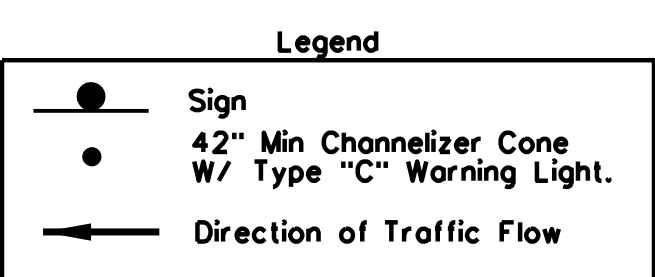 Legend
Sign
42" Min Channelizer Cone
W/ Type "C" Warning Light.
Direction of Traffic Flow